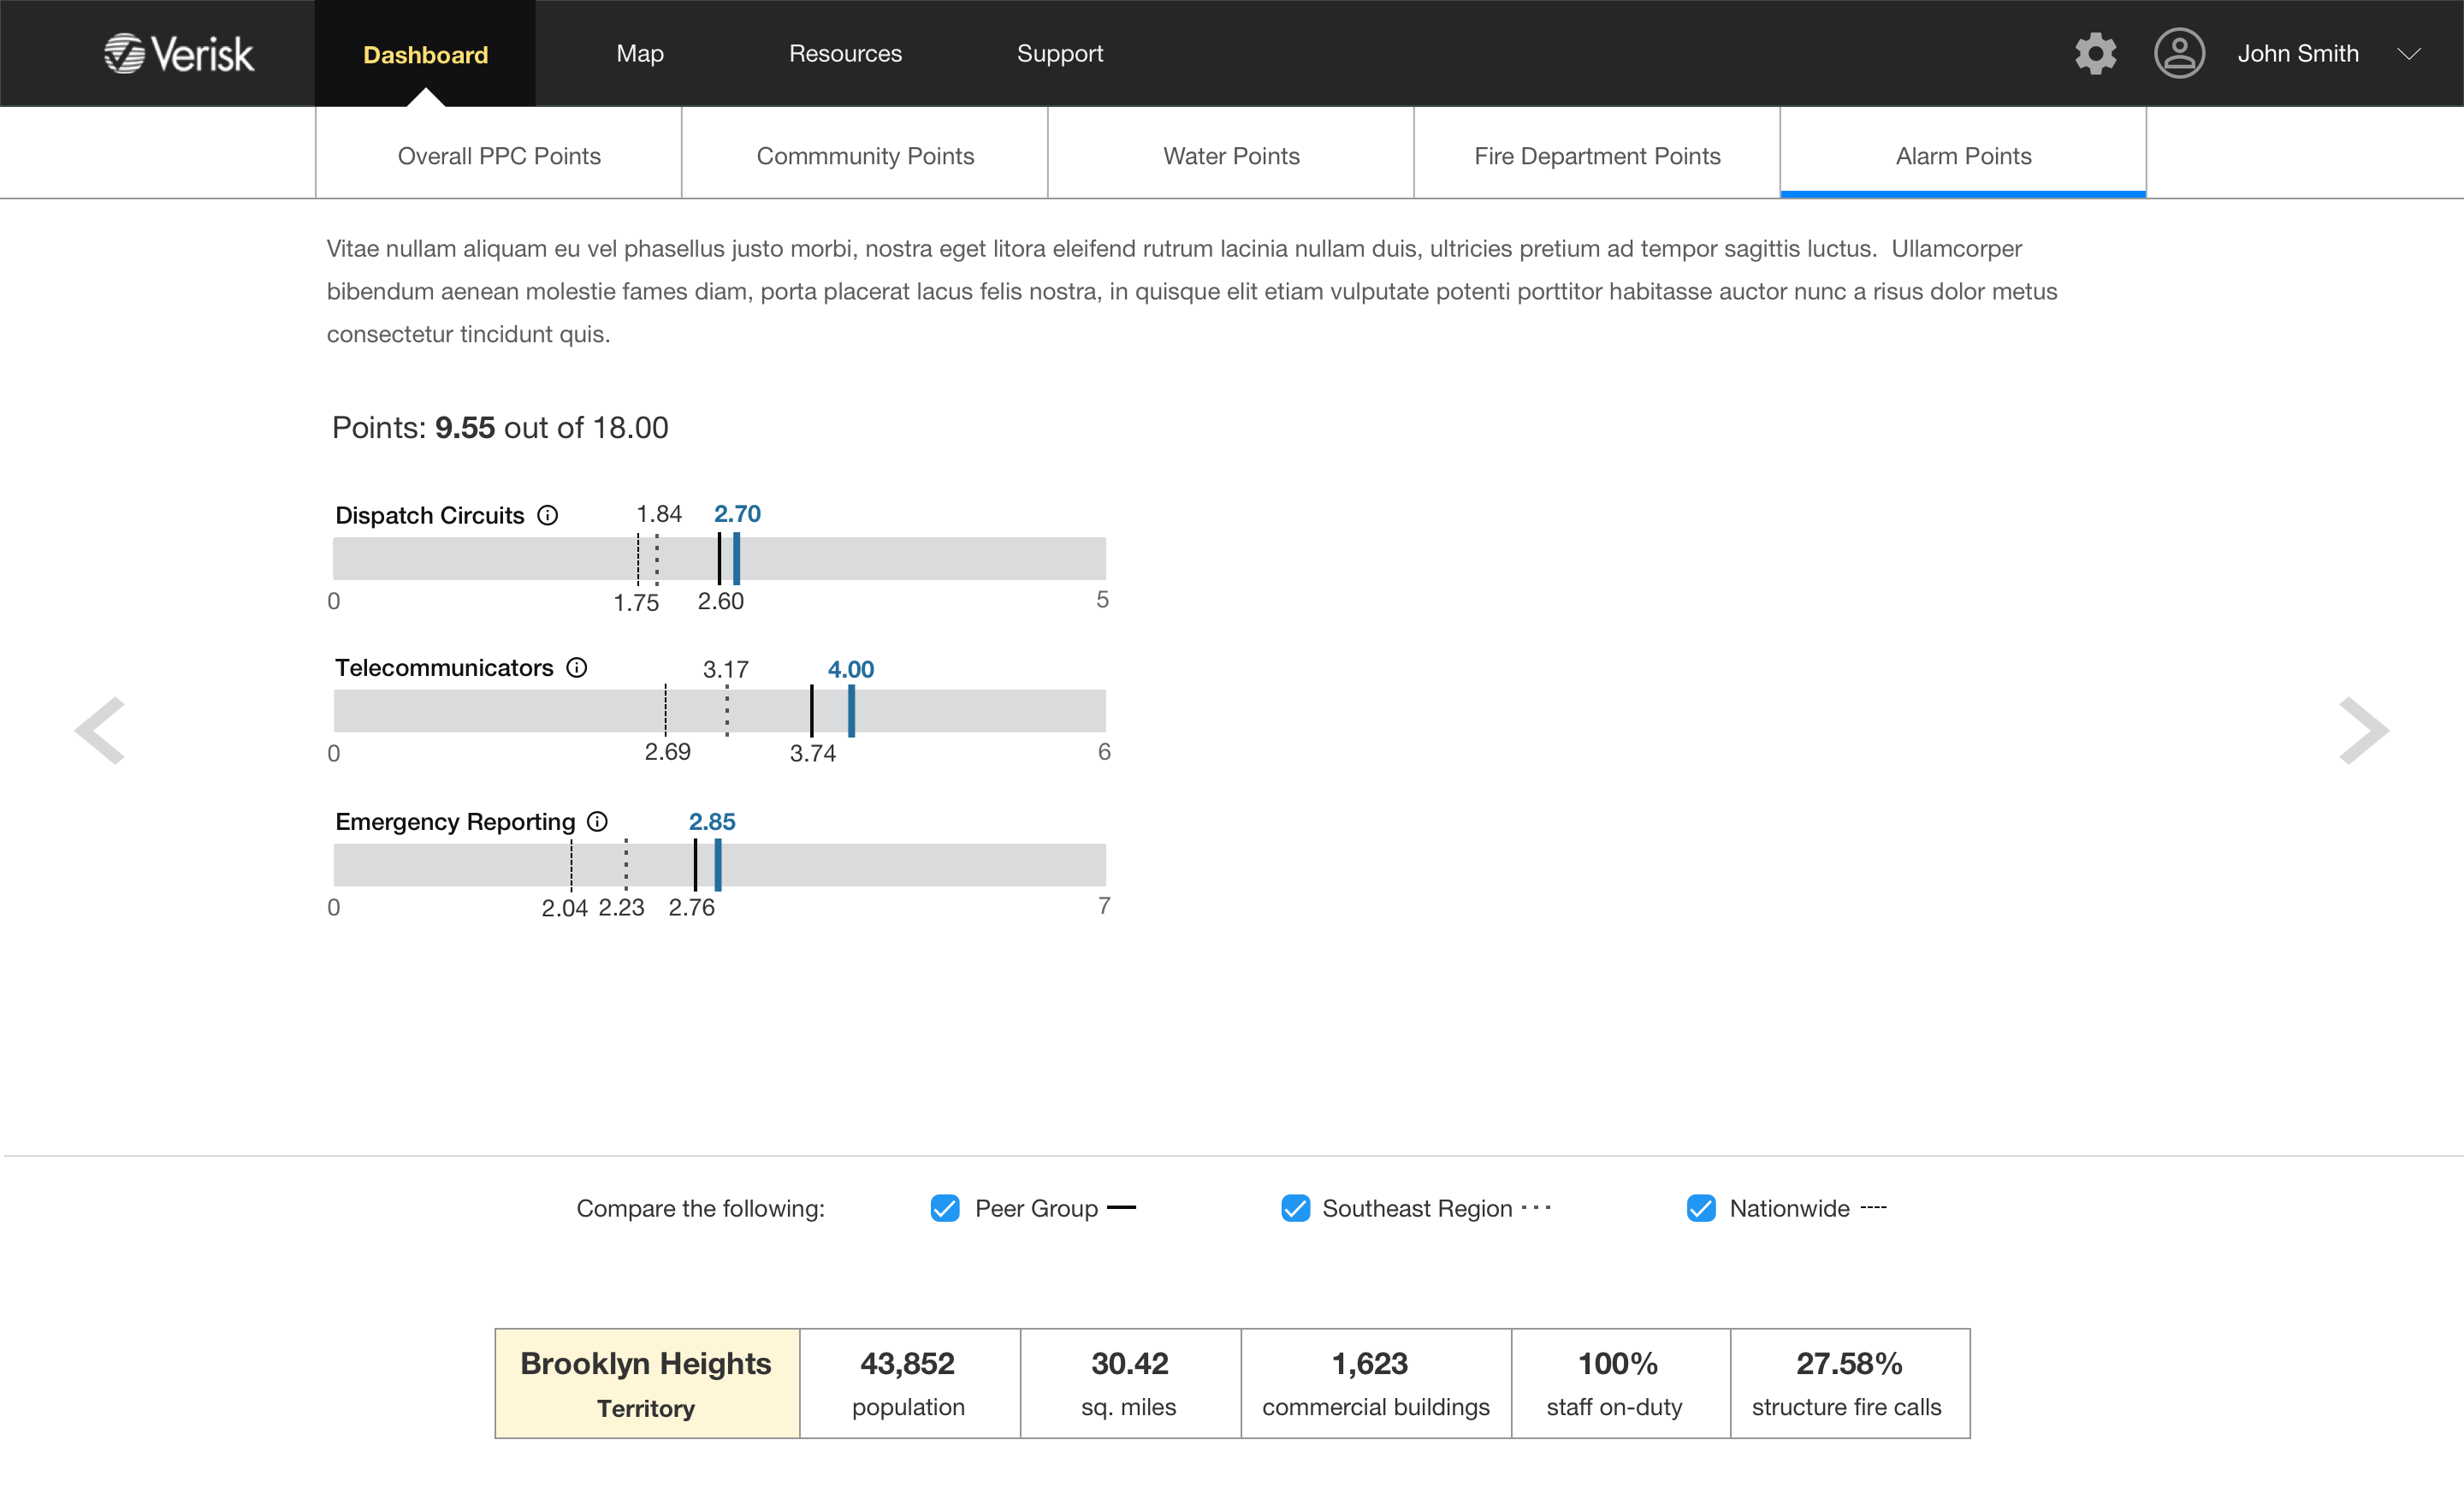 Verisk
Dashboard
Map
Resources
Support
John Smith
Overall PPC Points
Commmunity Points
Water Points
Fire Department Points
Alarm Points
Vitae nullam aliquam eu vel phasellus justo morbi, nostra eget litora eleifend rutrum lacinia nullam duis, ultricies pretium ad tempor sagittis luctus.  Ullamcorper
bibendum aenean molestie fames diam, porta placerat lacus felis nostra, in quisque elit etiam vulputate potenti porttitor habitasse auctor nunc a risus dolor metus
consectetur tincidunt quis.
Points: 9.55 out of 18.00
Dispatch Circuits
1.84
2.70
0
1.75
2.60
5
Telecommunicators
3.17
4.00
0
2.69
3.74
6
Emergency Reporting
2.85
0
2.04
2.23
2.76
7
Compare the following:
Peer Group
Southeast Region
Nationwide
Brooklyn Heights
Territory
43,852
population
30.42
sq. miles
1,623
commercial buildings
100%
staff on-duty
27.58%
structure fire calls